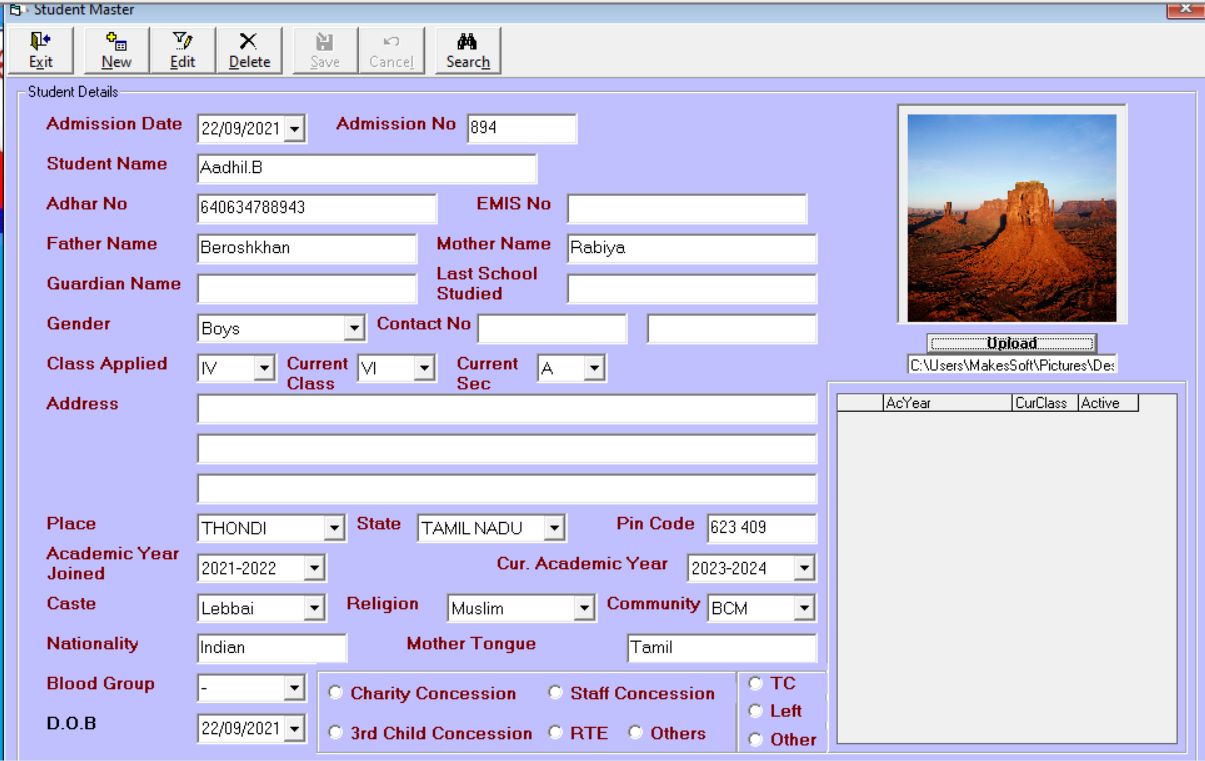 Student Master
Exit New Edit Delete Save Cancel Search
Student Details
Admission Date 22/09/2021 Admission No 894
Student Name Aadhil.B
Adhar No 640634788943 EMIS No
Father Name Beroshkhan Mother Name Rabiya
Guardian Name Last School Studied
Gender Boys Contact No
Upload
Class Applied IV Current Class VI Current Sec A
C:\Users\MakesSoft\Pictures\Des
Address
AcYear CurClass Active
Place THONDI State TAMIL NADU Pin Code 623 409
Academic Year Joined 2021-2022 Cur. Academic Year 2023-2024
Caste Lebbai Religion Muslim Community BCM
Nationality Indian Mother Tongue Tamil
Blood Group -
D.O.B 22/09/2021
Charity Concession Staff Concession
3rd Child Concession RTE Others
TC
Left
Other